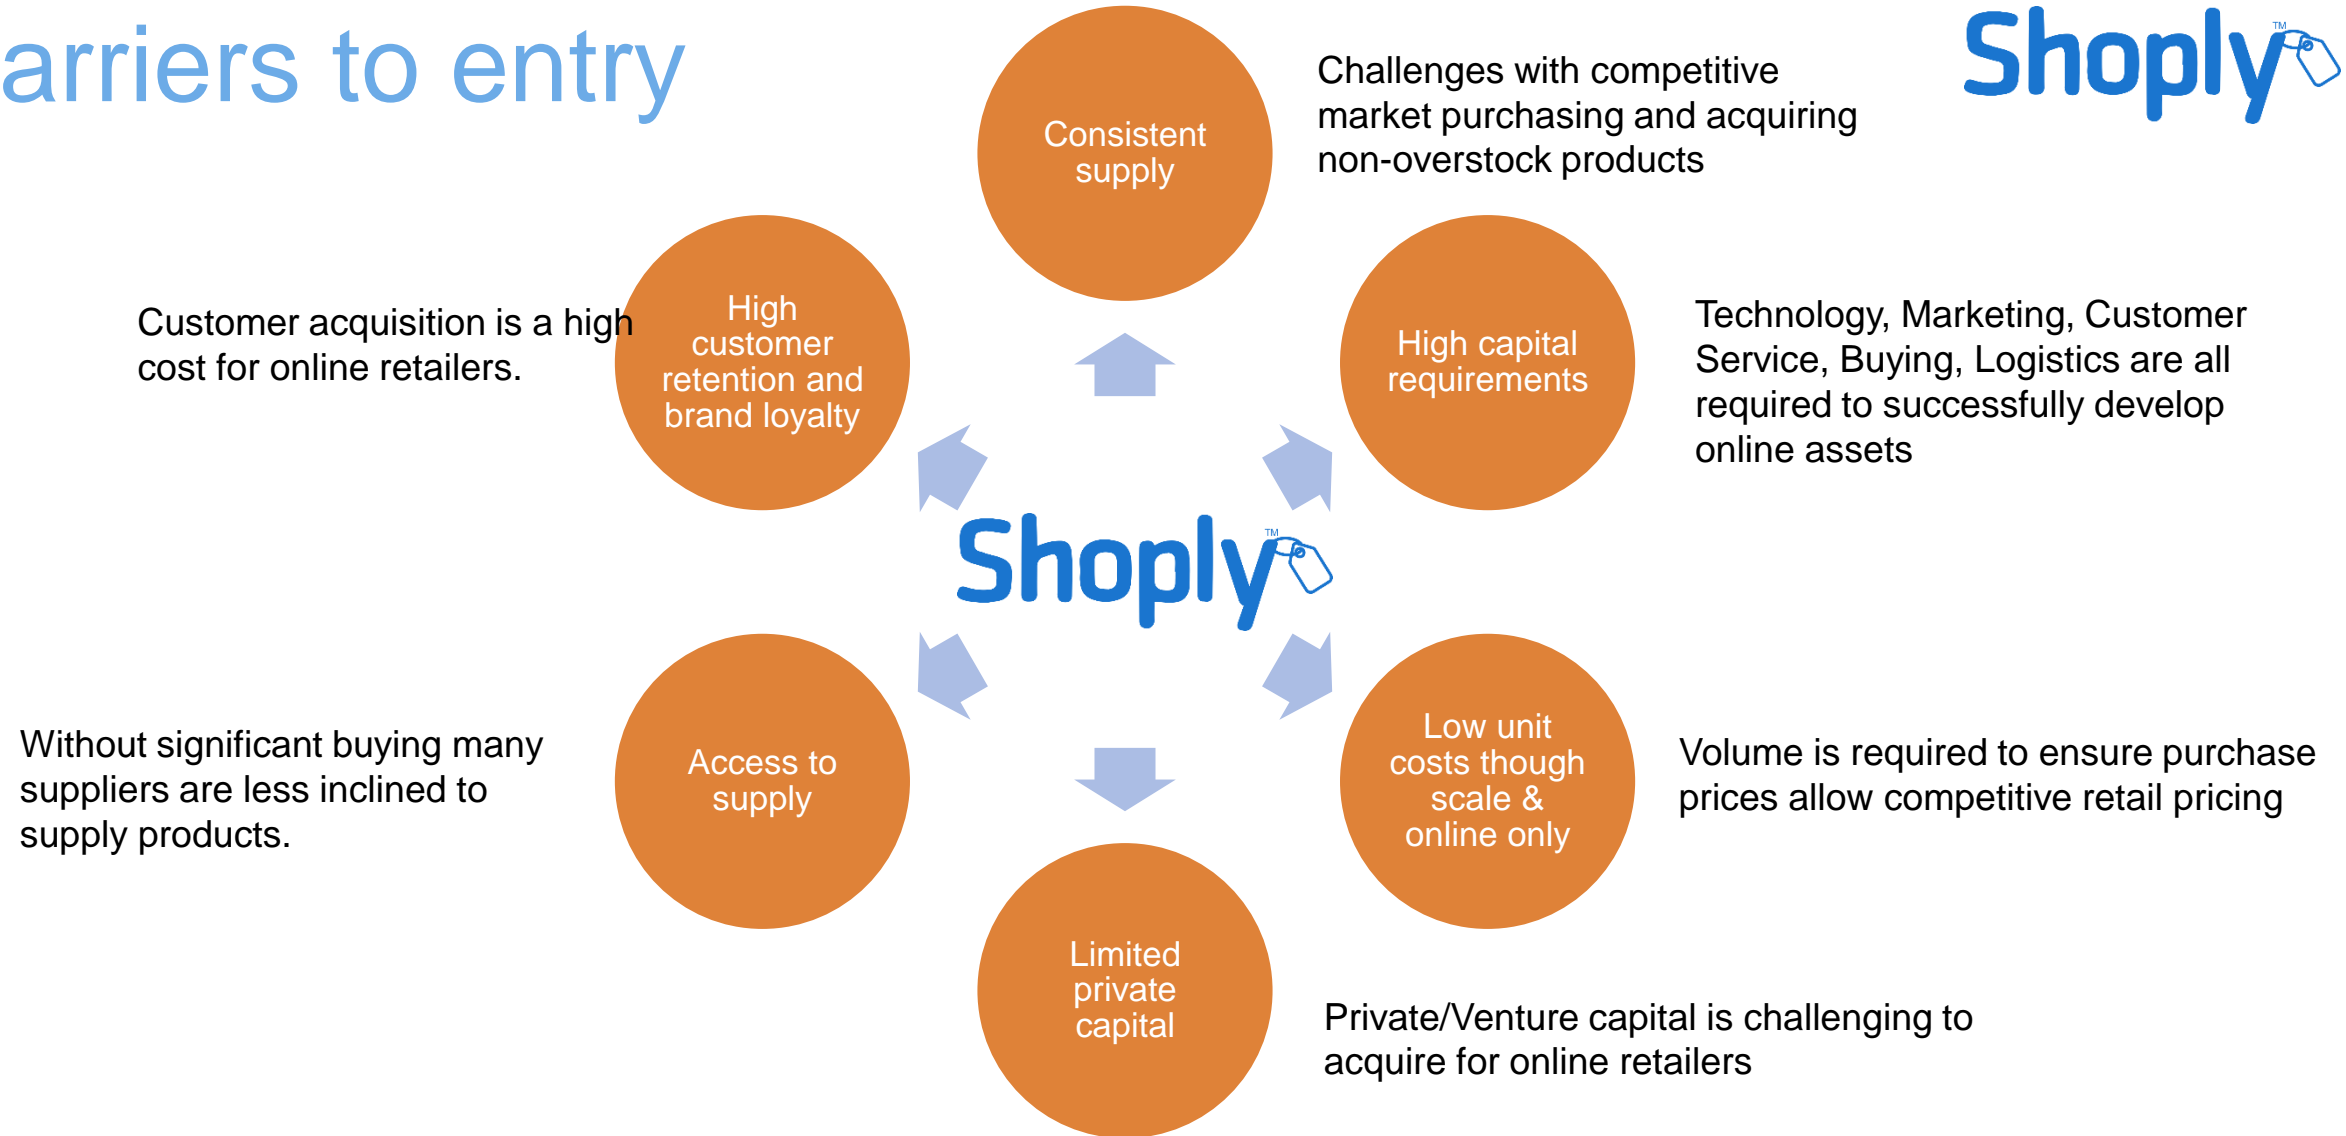 arriers to entry
Shoply™
Consistent
supply
Challenges with competitive
market purchasing and acquiring
non-overstock products
Customer acquisition is a high
cost for online retailers.
High
customer
retention and
brand loyalty
High capital
requirements
Technology, Marketing, Customer
Service, Buying, Logistics are all
required to successfully develop
online assets
Shoply™
Without significant buying many
suppliers are less inclined to
supply products.
Access to
supply
Low unit
costs though
scale &
online only
Volume is required to ensure purchase
prices allow competitive retail pricing
Limited
private
capital
Private/Venture capital is challenging to
acquire for online retailers